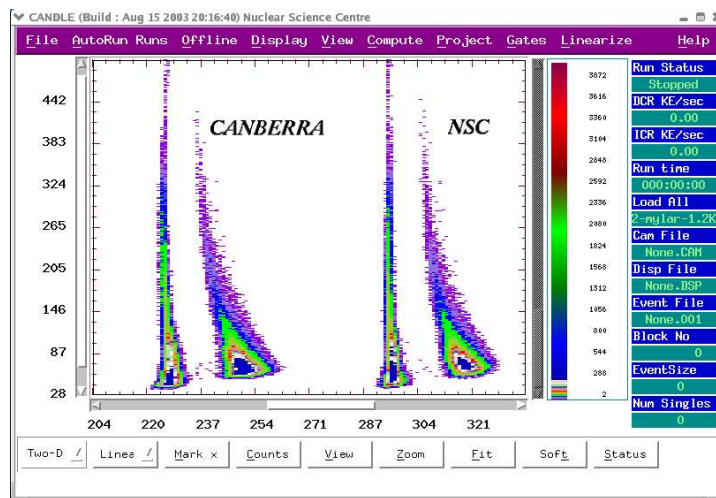 CANDLE (Build : Aug 15 2003 20:16:40) Nuclear Science Centre
File AutoRun Runs Offline Display View Compute Project Gates Linearize Help
CANBERRA NSC
442
383
324
265
205
146
87
28
204 220 237 254 271 287 304 321
3872
3616
3360
3104
2848
2592
2336
2080
1824
1568
1312
1056
800
544
288
2
Run Status
Stopped
DCR KE/sec
0.00
ICR KE/sec
0.00
Run time
000:00:00
Load All
2-mylar-1.2K
Cam File
None.CAM
Disp File
None.DSP
Event File
None.001
Block No
0
EventSize
0
Num Singles
0
Two-D Linea Mark x Counts View Zoom Fit Soft Status